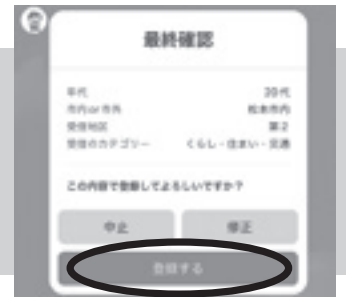 最終確認
年代 30代
市内or市外 松本市内
受信地区 第2
受信のカテゴリー くらし・住まい・交通
この内容で登録してよろしいですか？
中止 修正
登録する